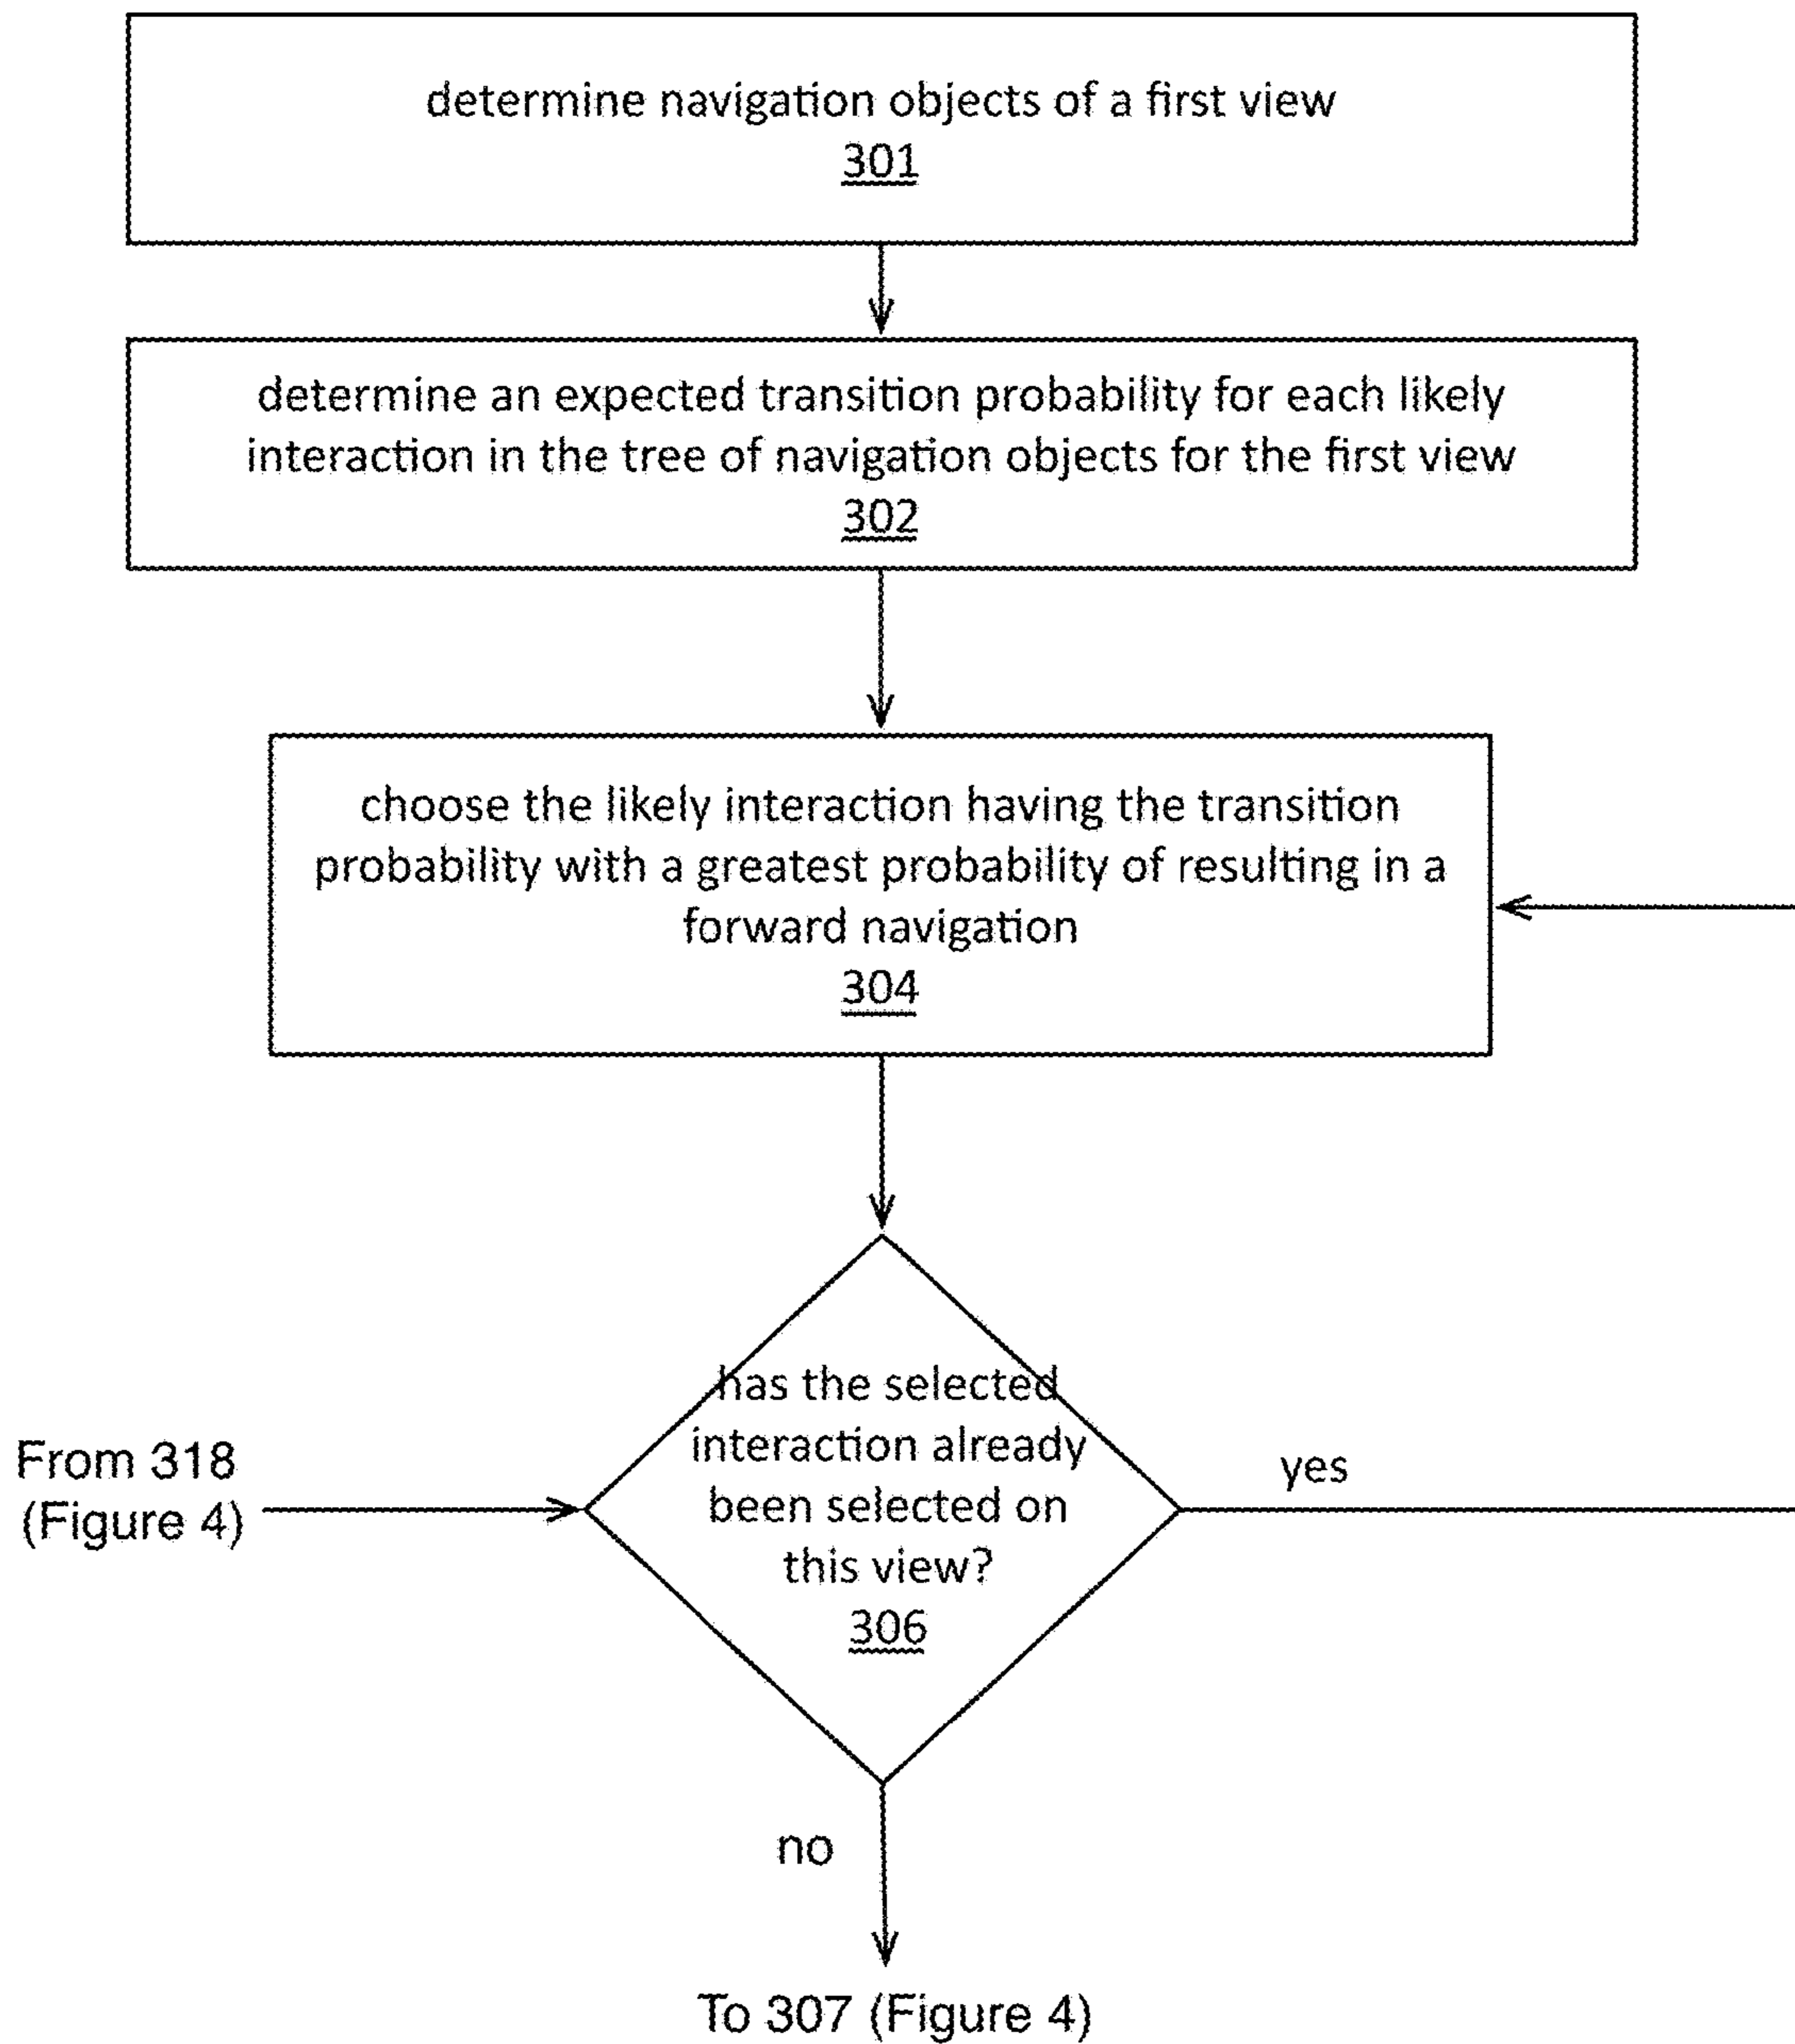 determine navigation objects of a first view
301
determine an expected transition probability for each likely
interaction in the tree of navigation objects for the first view
302
choose the likely interaction having the transition
probability with a greatest probability of resulting in a
forward navigation
304
has the selected
interaction already
been selected on
this view?
306
From 318
(Figure 4)
yes
no
To 307 (Figure 4)